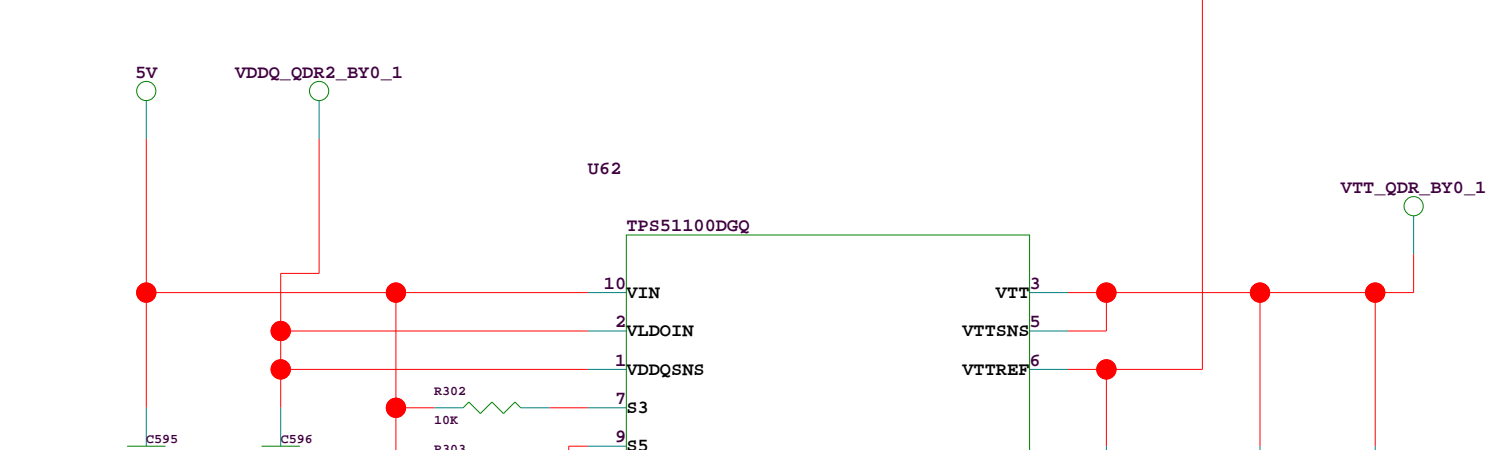 5V
VDDQ_QDR2_BY0_1
U62
VTT_QDR_BY0_1
TPS51100DGQ
10 VIN
VTT 3
2 VLDOIN
VTTSNS 5
1 VDDQSNS
VTTREF 6
R302
7 S3
10K
C595
C596
9 S5
R303